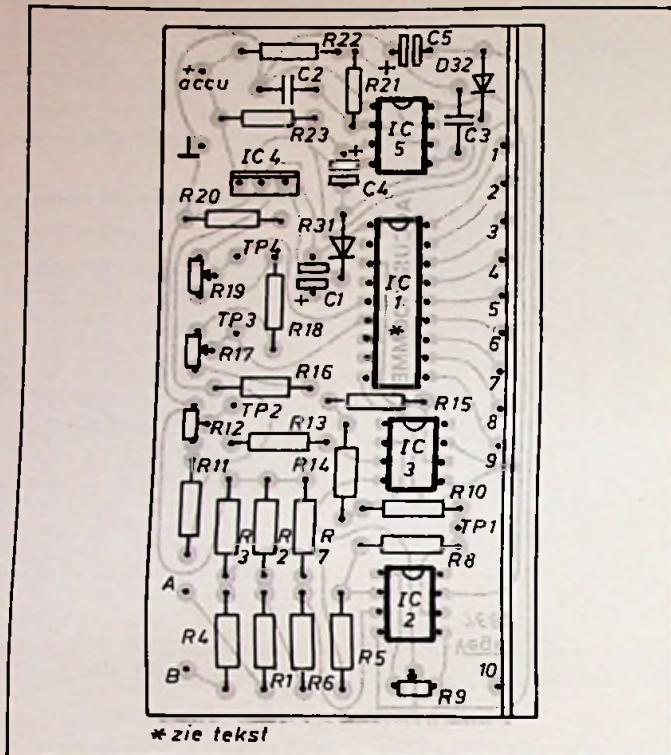 R22
C5
D32
C2
R21
+
accu
+
R23
IC
5
C3
1
IC 4
+
C4
2
R20
R31
3
TP4
R19
C1
+
IC
1
*
4
R18
5
TP3
R17
6
R16
7
R15
TP2
8
R12
R13
IC
3
9
R11
R14
R10
R
3
R
2
R
7
TP1
R8
A
IC
2
R4
R1
R6
R5
B
R9
10
* zie tekst